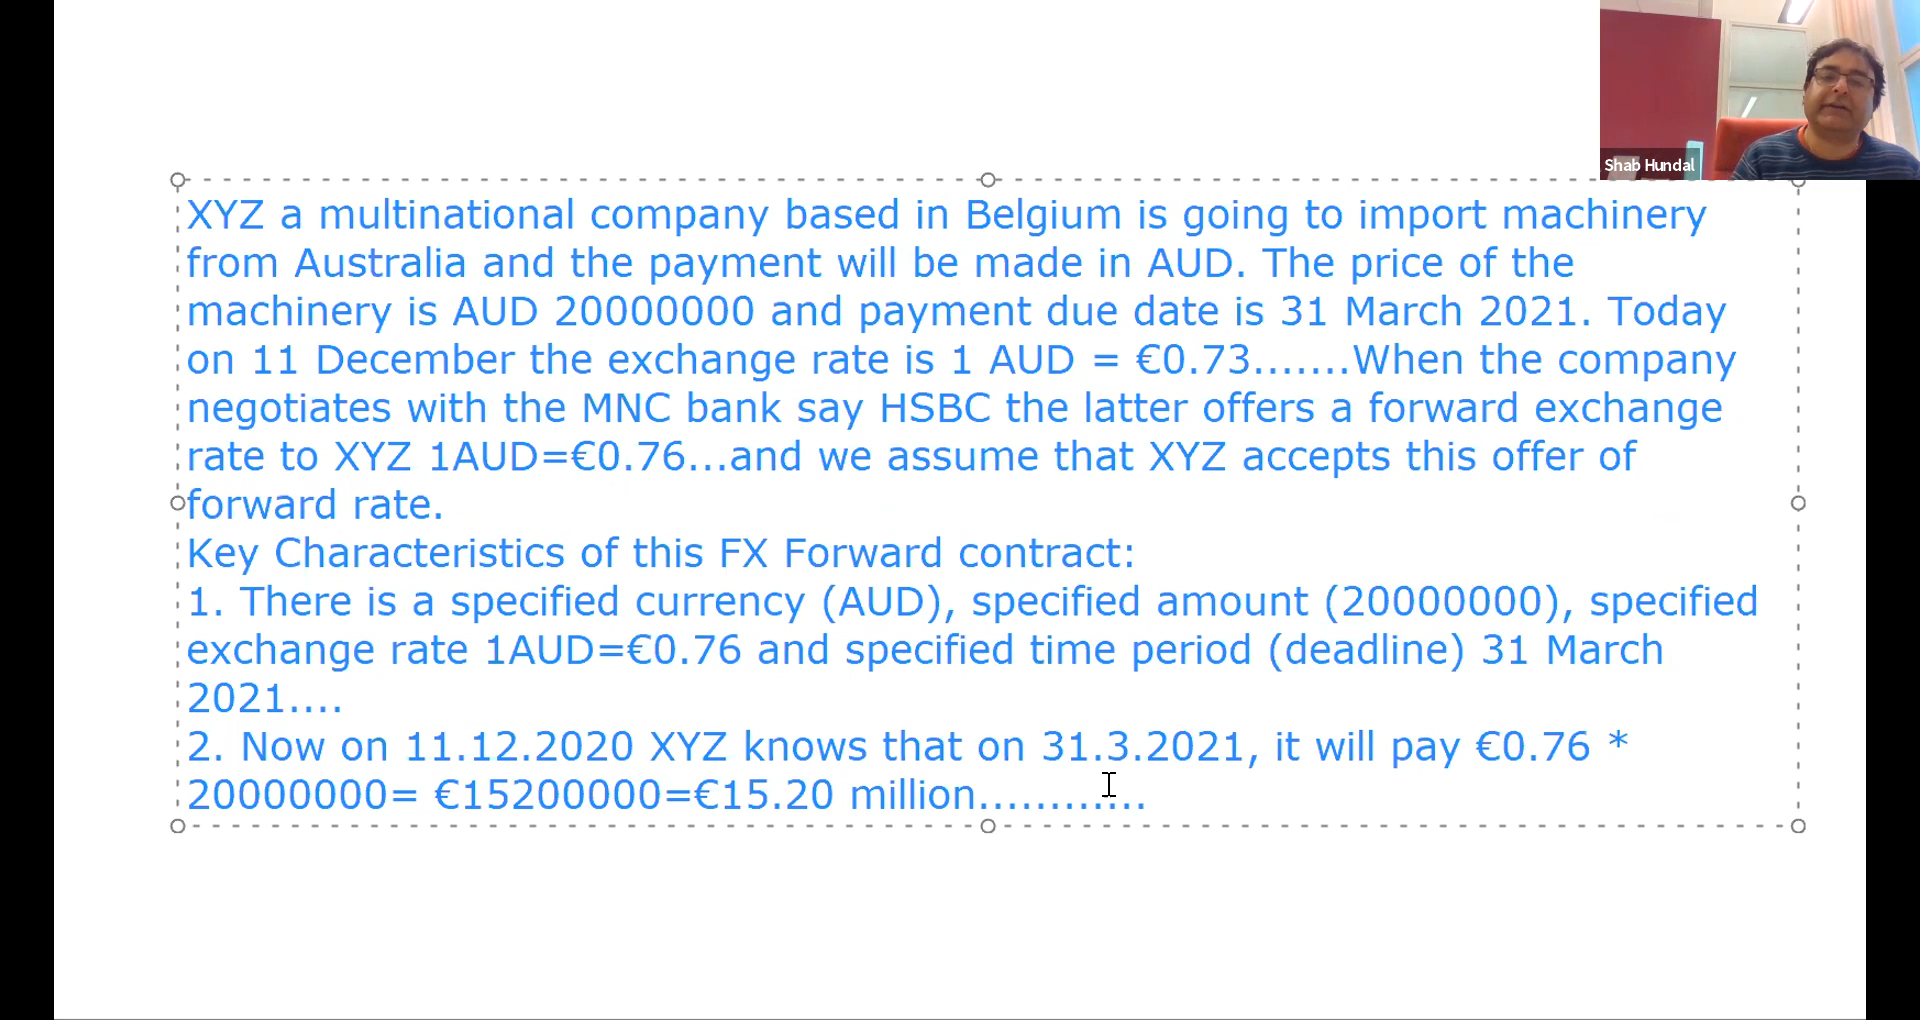 Shab Hundal
XYZ a multinational company based in Belgium is going to import machinery
from Australia and the payment will be made in AUD. The price of the
machinery is AUD 20000000 and payment due date is 31 March 2021. Today
on 11 December the exchange rate is 1 AUD = €0.73.......When the company
negotiates with the MNC bank say HSBC the latter offers a forward exchange
rate to XYZ 1AUD=€0.76...and we assume that XYZ accepts this offer of
forward rate.
Key Characteristics of this FX Forward contract:
1. There is a specified currency (AUD), specified amount (20000000), specified
exchange rate 1AUD=€0.76 and specified time period (deadline) 31 March
2021....
2. Now on 11.12.2020 XYZ knows that on 31.3.2021, it will pay €0.76 *
20000000= €15200000=€15.20 million............